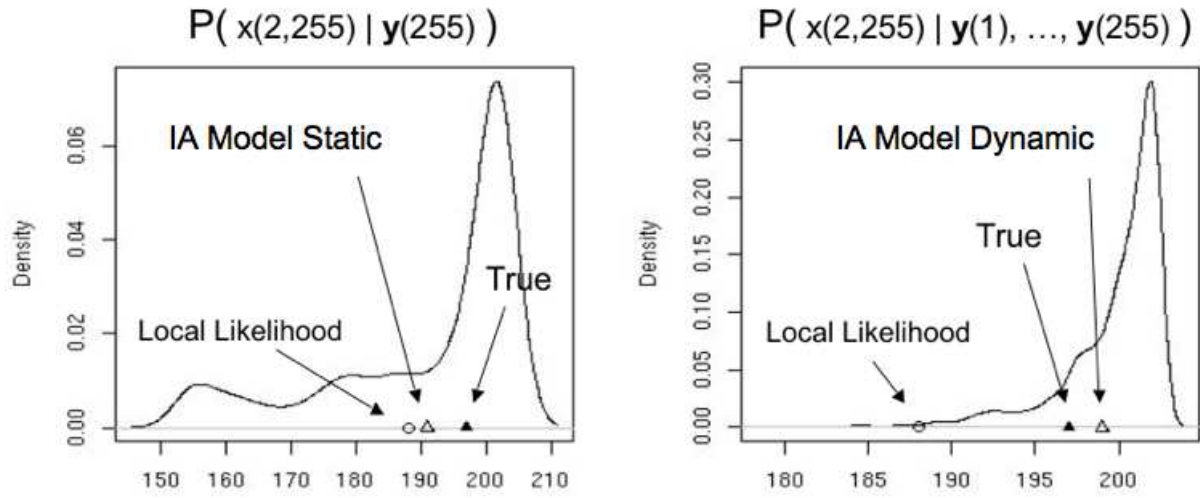 P( x(2,255) | y(255) )
IA Model Static
True
Local Likelihood
Density
0.00
0.02
0.04
0.06
150 160 170 180 190 200 210
P( x(2,255) | y(1), …, y(255) )
IA Model Dynamic
True
Local Likelihood
Density
0.00
0.05
0.10
0.15
0.20
0.25
0.30
180 185 190 195 200